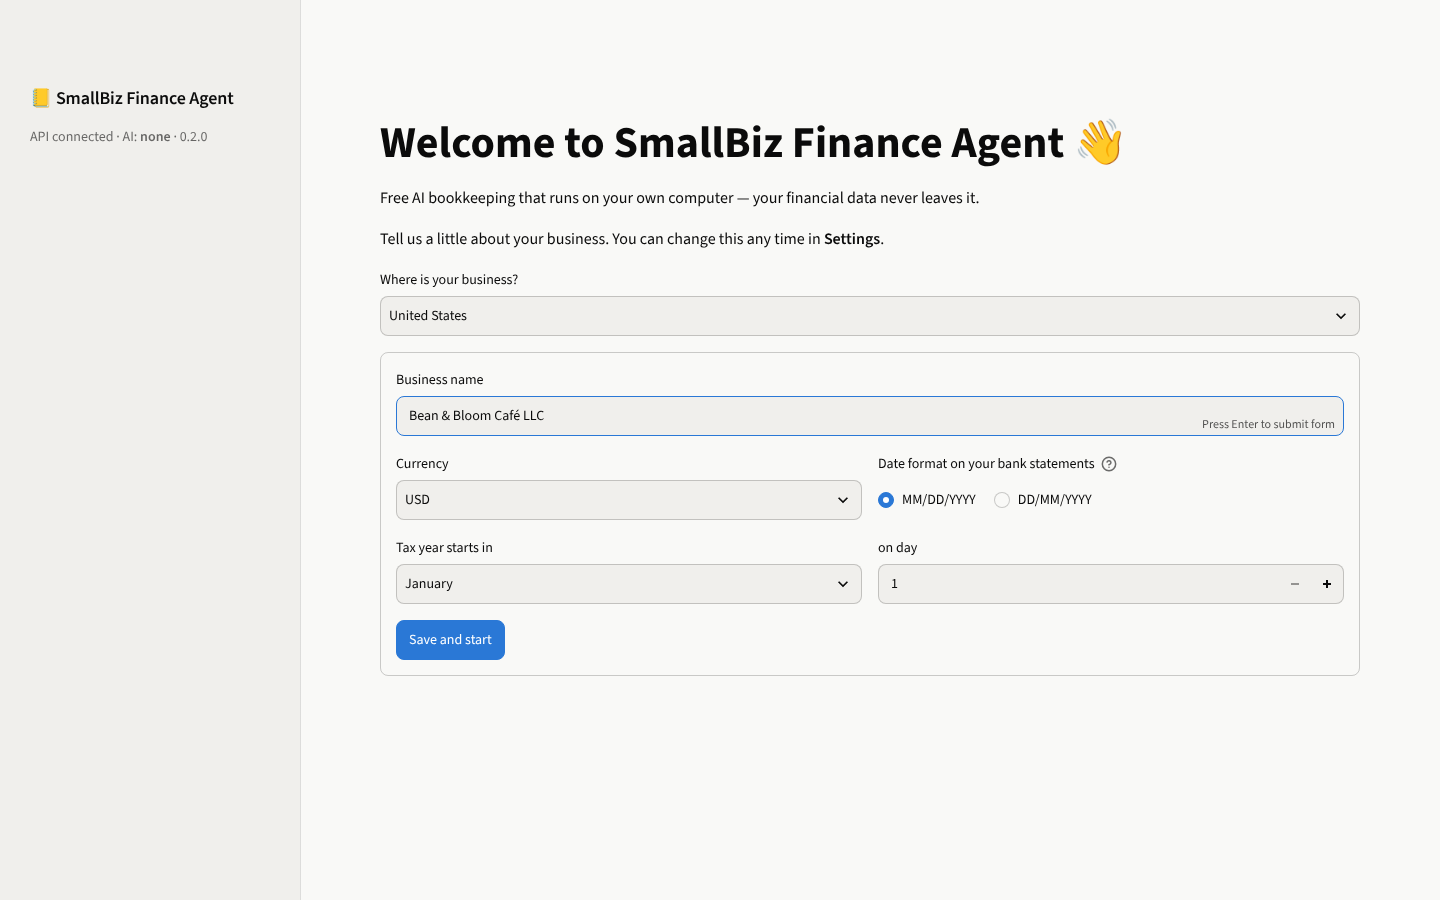 📒 SmallBiz Finance Agent
API connected · AI: none · 0.2.0
Welcome to SmallBiz Finance Agent 👋
Free AI bookkeeping that runs on your own computer — your financial data never leaves it.
Tell us a little about your business. You can change this any time in Settings.
Where is your business?
United States
Business name
Bean & Bloom Café LLC
Press Enter to submit form
Currency
Date format on your bank statements
USD
MM/DD/YYYY DD/MM/YYYY
Tax year starts in
on day
January
1
Save and start